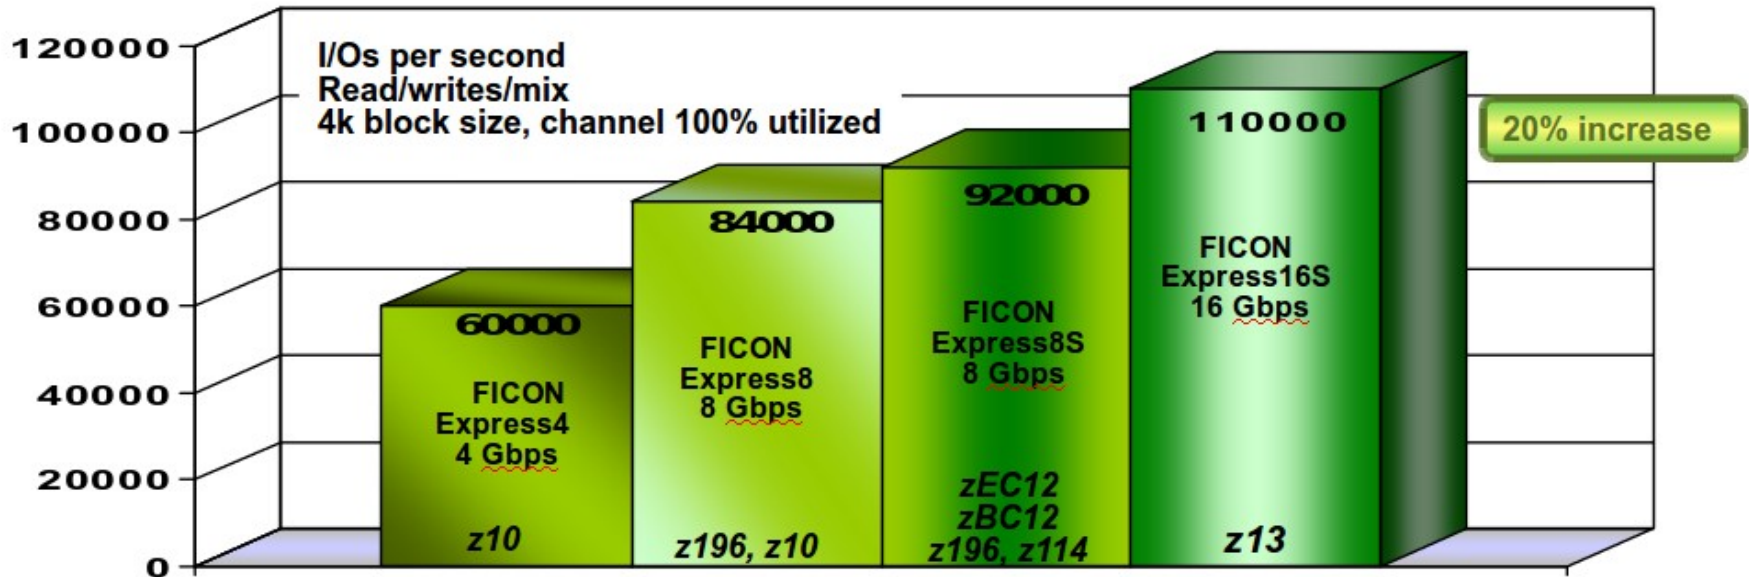 120000
100000
80000
60000
40000
20000
0
I/Os per second
Read/writes/mix
4k block size, channel 100% utilized
60000
FICON
Express4
4 Gbps
z10
84000
FICON
Express8
8 Gbps
z196, z10
92000
FICON
Express8S
8 Gbps
zEC12
zBC12
z196, z114
110000
FICON
Express16S
16 Gbps
z13
20% increase